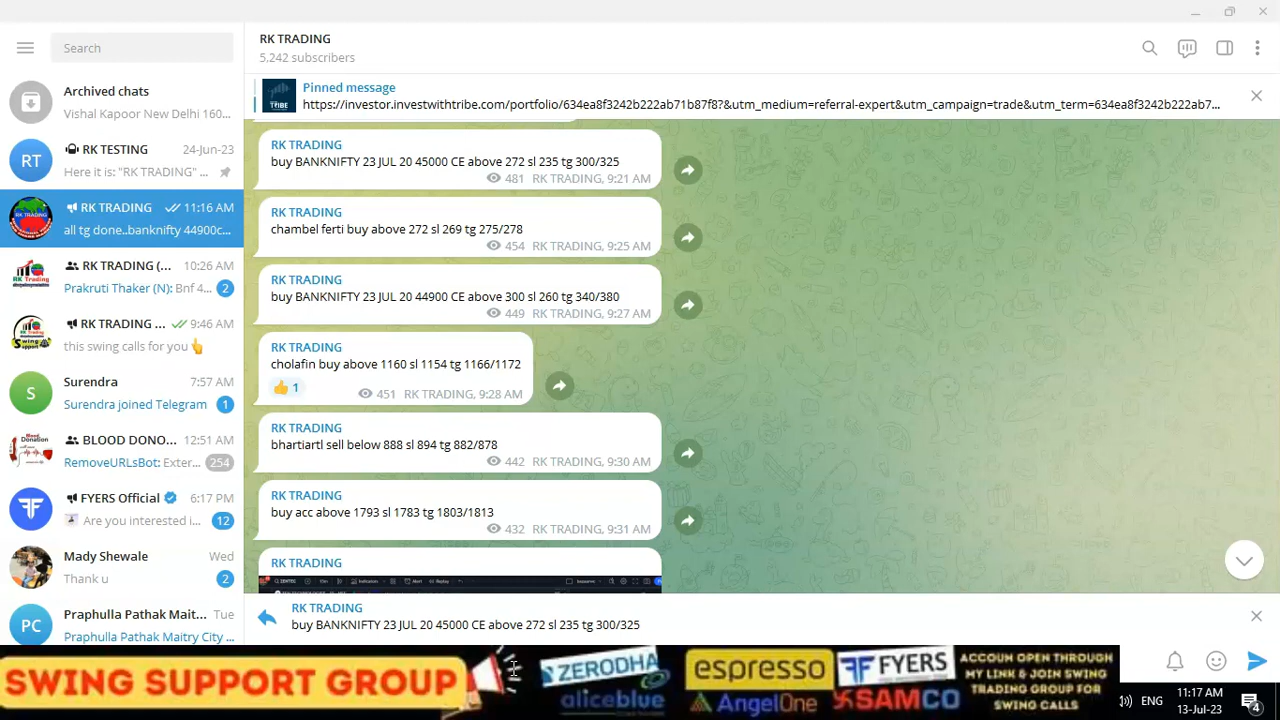 Search
Archived chats
Vishal Kapoor New Delhi 160...
RT
RK TESTING
24-Jun-23
Here it is: "RK TRADING" ...
RK TRADING
RK TRADING
11:16 AM
all tg done..banknifty 44900c...
RK Trading
RK TRADING (...
10:26 AM
Prakruti Thaker (N): Bnf 4...
2
RK TRADING ...
9:46 AM
this swing calls for you👆
S
Surendra
7:57 AM
Surendra joined Telegram
1
Blood Donation
BLOOD DONO...
12:51 AM
RemoveURLsBot: Exter...
254
FYERS Official
6:17 PM
Are you interested i...
12
Mady Shewale
Wed
Thank u
2
PC
Praphulla Pathak Mait...
Tue
Praphulla Pathak Maitry City ...
RK TRADING
5,242 subscribers
TRIBE
Pinned message
https://investor.investwithtribe.com/portfolio/634ea8f3242b222ab71b87f8?&utm_medium=referral-expert&utm_campaign=trade&utm_term=634ea8f3242b222ab7...
RK TRADING
buy BANKNIFTY 23 JUL 20 45000 CE above 272 sl 235 tg 300/325
481 RK TRADING, 9:21 AM
RK TRADING
chambel ferti buy above 272 sl 269 tg 275/278
454 RK TRADING, 9:25 AM
RK TRADING
buy BANKNIFTY 23 JUL 20 44900 CE above 300 sl 260 tg 340/380
449 RK TRADING, 9:27 AM
RK TRADING
cholafin buy above 1160 sl 1154 tg 1166/1172
👍 1
451 RK TRADING, 9:28 AM
RK TRADING
bhartiartl sell below 888 sl 894 tg 882/878
442 RK TRADING, 9:30 AM
RK TRADING
buy acc above 1793 sl 1783 tg 1803/1813
432 RK TRADING, 9:31 AM
RK TRADING
RK TRADING
buy BANKNIFTY 23 JUL 20 45000 CE above 272 sl 235 tg 300/325
SWING SUPPORT GROUP
ZERODHA
aliceblue
espresso
AngelOne
FYERS
SAMCO
ACCOUN OPEN THROUGH
MY LINK & JOIN SWING
TRADING GROUP FOR
SWING CALLS
ENG
11:17 AM
13-Jul-23
4